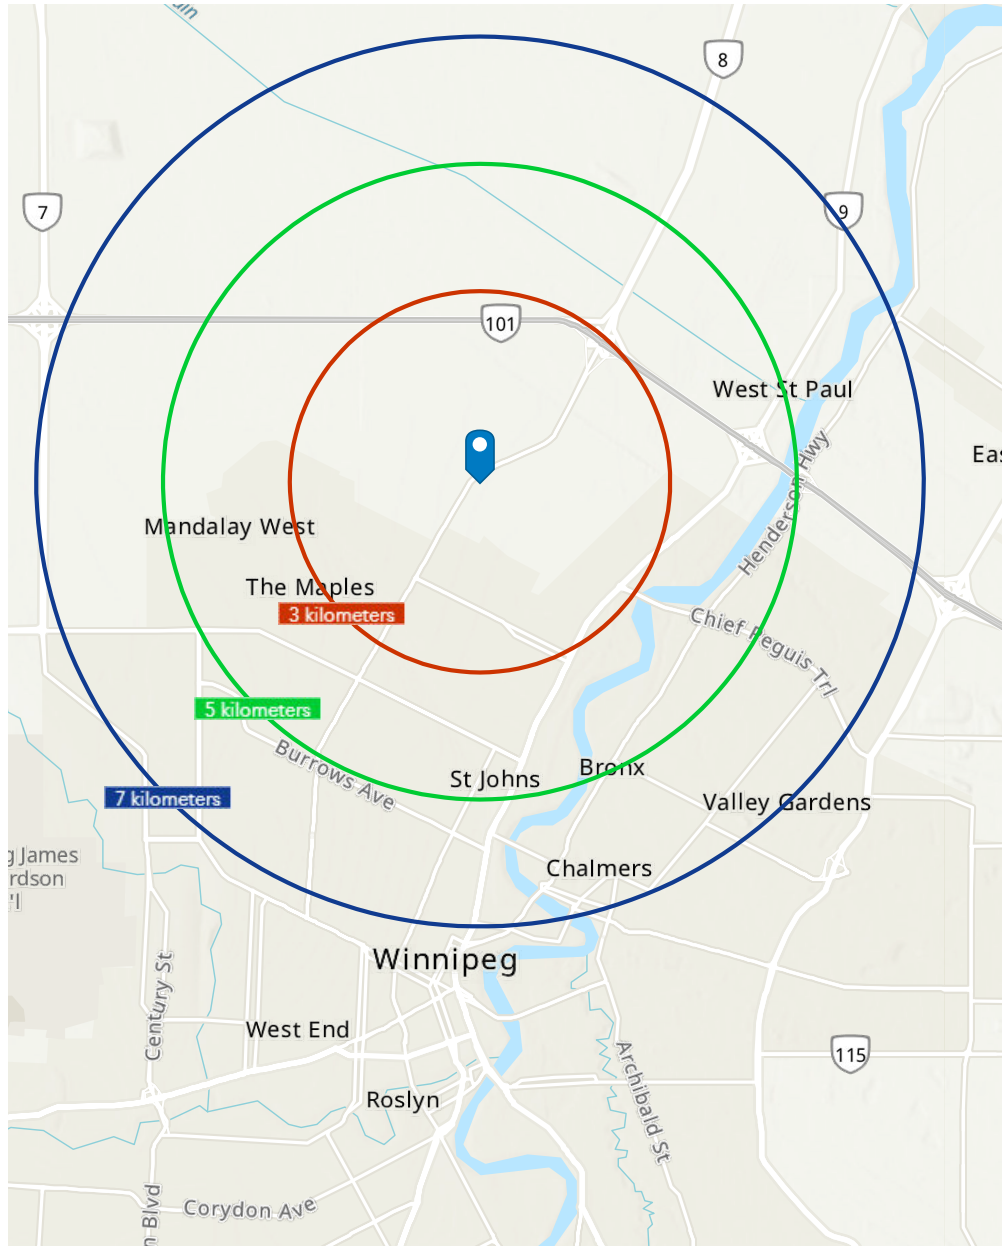 8
7
9
101
West St Paul
Henderson Hwy
Mandalay West
The Maples
3 kilometers
Chief Peguis Trl
5 kilometers
Burrows Ave
St Johns
Bronx
7 kilometers
Valley Gardens
Chalmers
James
Winnipeg
Century St
West End
115
Archibald St
Roslyn
Corydon Ave
Blvd